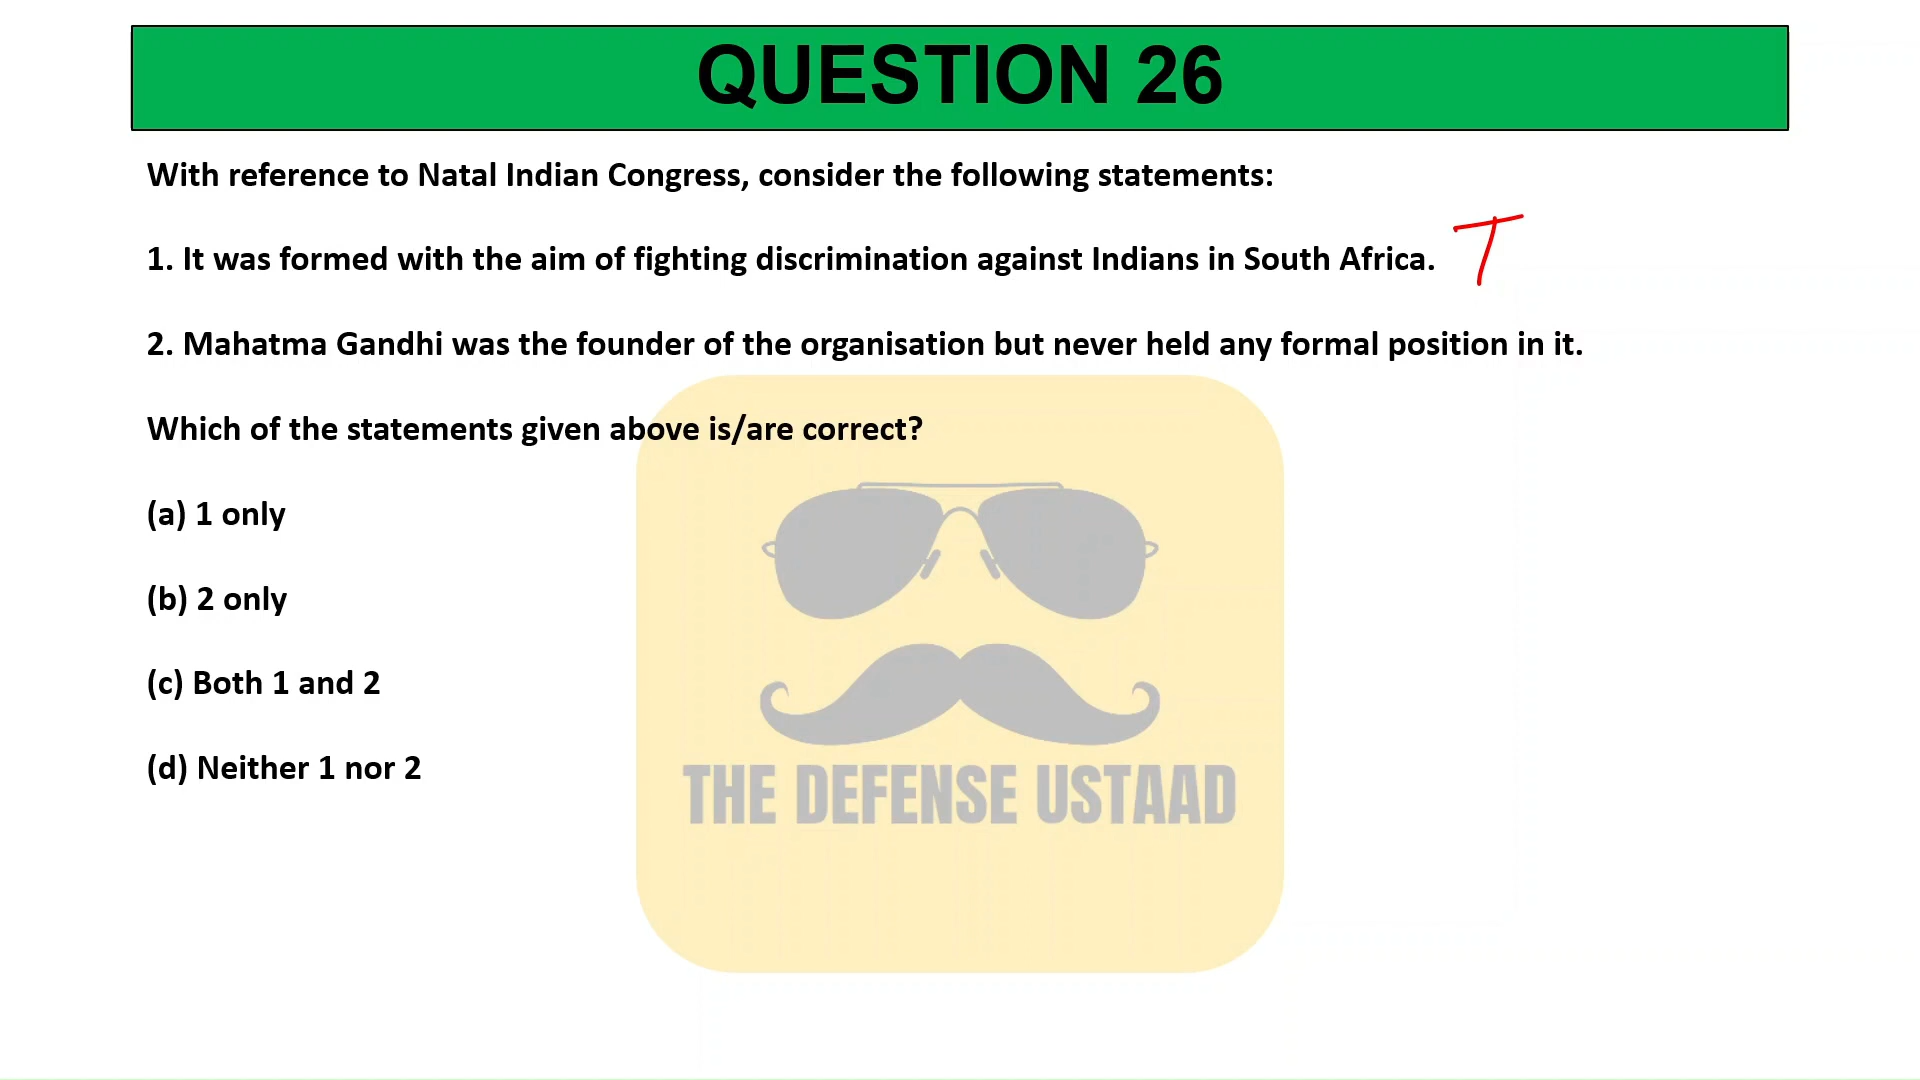 QUESTION 26
With reference to Natal Indian Congress, consider the following statements:
1. It was formed with the aim of fighting discrimination against Indians in South Africa. T
2. Mahatma Gandhi was the founder of the organisation but never held any formal position in it.
Which of the statements given above is/are correct?
(a) 1 only
(b) 2 only
(c) Both 1 and 2
(d) Neither 1 nor 2
THE DEFENSE USTAAD